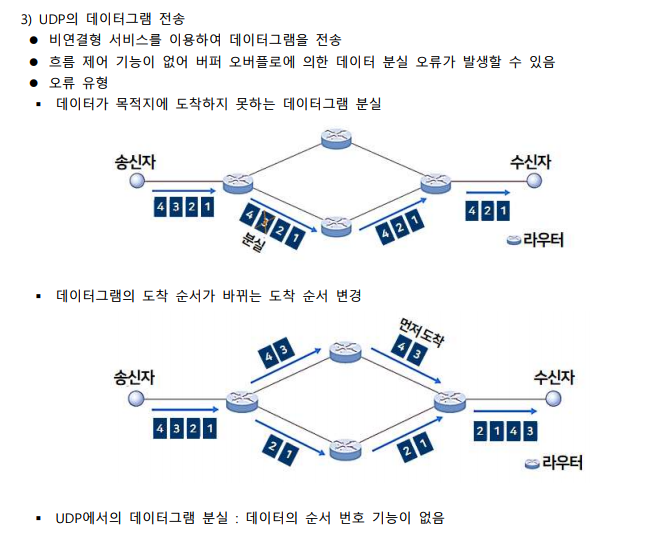 3) UDP의 데이터그램 전송
● 비연결형 서비스를 이용하여 데이터그램을 전송
● 흐름 제어 기능이 없어 버퍼 오버플로에 의한 데이터 분실 오류가 발생할 수 있음
● 오류 유형
▪ 데이터가 목적지에 도착하지 못하는 데이터그램 분실
송신자
수신자
4 3 2 1
4 3 2 1
분실
4 2 1
4 2 1
라우터
▪ 데이터그램의 도착 순서가 바뀌는 도착 순서 변경
4 3
먼저 도착
4 3
송신자
수신자
4 3 2 1
2 1
2 1
2 1 4 3
라우터
▪ UDP에서의 데이터그램 분실 : 데이터의 순서 번호 기능이 없음